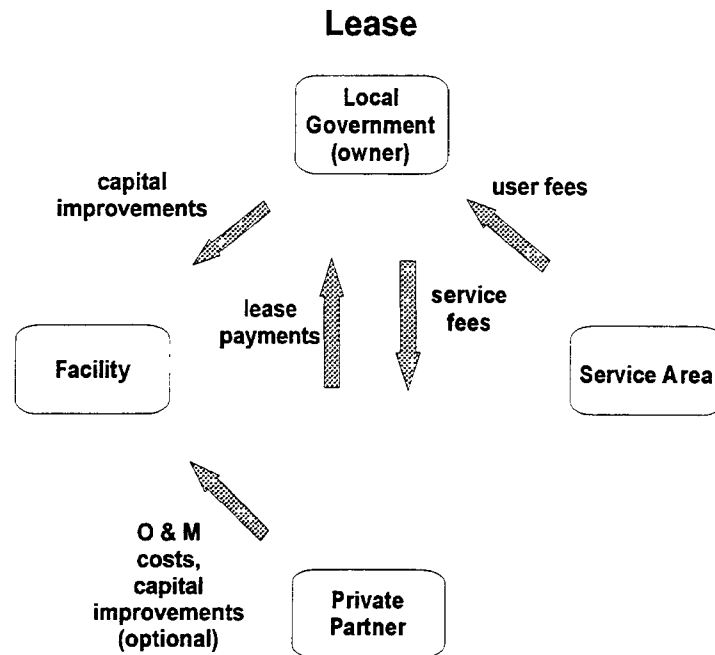 Lease
Local
Government
(owner)
capital
improvements
user fees
lease
payments
service
fees
Facility
Service Area
O & M
costs,
capital
improvements
(optional)
Private
Partner